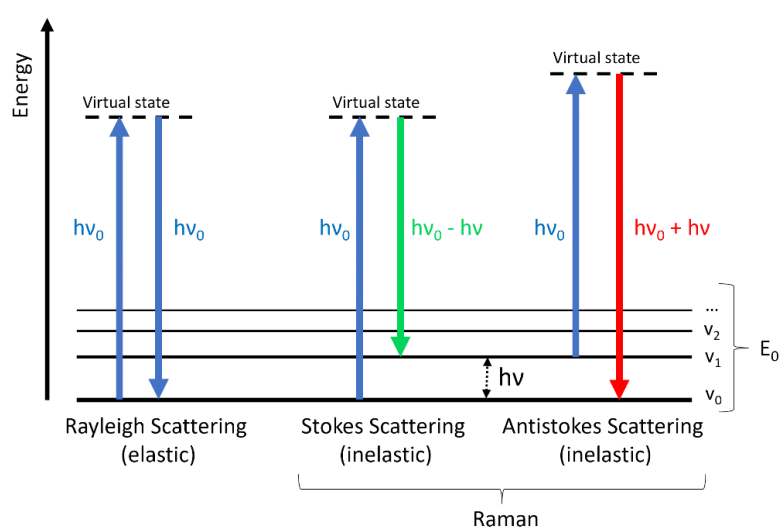 Energy
Virtual state
Virtual state
Virtual state
hν₀
hν₀
hν₀
hν₀ - hν
hν₀
hν₀ + hν
...
v₂
v₁
v₀
E₀
hν
Rayleigh Scattering
(elastic)
Stokes Scattering
(inelastic)
Antistokes Scattering
(inelastic)
Raman